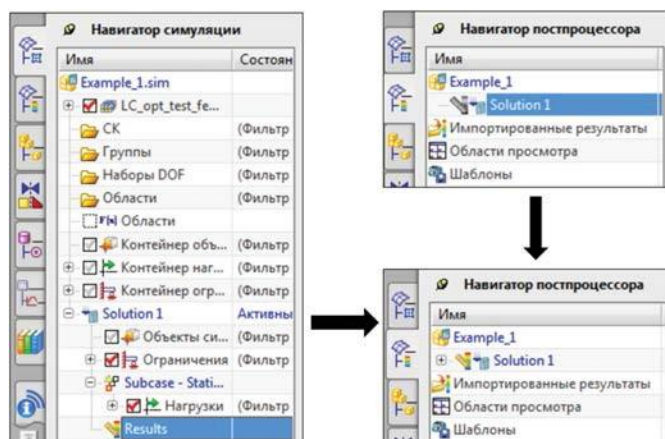 Навигатор симуляции
Имя Состоян
Example_1.sim
LC_opt_test_fe...
СК (Фильтр
Группы (Фильтр
Наборы DOF (Фильтр
Области (Фильтр
F(x) Области
Контейнер объ... (Фильтр
Контейнер наг... (Фильтр
Контейнер огр... (Фильтр
Solution 1 Активны
Объекты си... (Фильтр
Ограничения (Фильтр
Subcase - Stati...
Нагрузки (Фильтр
Results
Навигатор постпроцессора
Имя
Example_1
Solution 1
Импортированные результаты
Области просмотра
Шаблоны
Навигатор постпроцессора
Имя
Example_1
Solution 1
Импортированные результаты
Области просмотра
Шаблоны